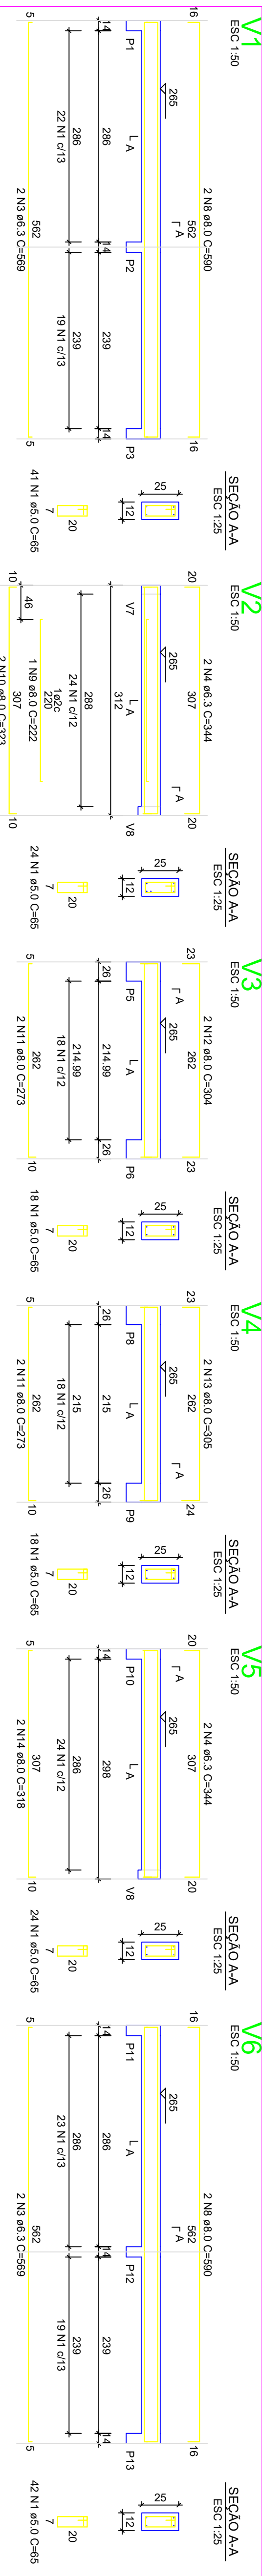 V1
ESC 1:50
2 N8 ø8.0 C=590
16
562
16
265
A
A
P1
P2
P3
14
286
14
239
14
286
239
22 N1 c/13
19 N1 c/13
562
5
5
2 N3 ø6.3 C=569
SEÇÃO A-A
ESC 1:25
25
12
20
7
41 N1 ø5.0 C=65
V2
ESC 1:50
2 N4 ø6.3 C=344
20
307
20
265
A
A
V7
V8
312
288
24 N1 c/12
1ø2c
46
220
1 N9 ø8.0 C=222
10
307
10
2 N10 ø8.0 C=323
SEÇÃO A-A
ESC 1:25
25
12
20
7
24 N1 ø5.0 C=65
V3
ESC 1:50
2 N12 ø8.0 C=304
23
262
23
265
A
A
P5
P6
26
214.99
26
214.99
18 N1 c/12
262
5
10
2 N11 ø8.0 C=273
SEÇÃO A-A
ESC 1:25
25
12
20
7
18 N1 ø5.0 C=65
V4
ESC 1:50
2 N13 ø8.0 C=305
23
262
24
265
A
A
P8
P9
26
215
26
215
18 N1 c/12
262
5
10
2 N11 ø8.0 C=273
SEÇÃO A-A
ESC 1:25
25
12
20
7
18 N1 ø5.0 C=65
V5
ESC 1:50
2 N4 ø6.3 C=344
20
307
20
265
A
A
P10
V8
14
298
286
24 N1 c/12
307
5
10
2 N14 ø8.0 C=318
SEÇÃO A-A
ESC 1:25
25
12
20
7
24 N1 ø5.0 C=65
V6
ESC 1:50
2 N8 ø8.0 C=590
16
562
16
265
A
A
P11
P12
P13
14
286
14
239
14
286
239
23 N1 c/13
19 N1 c/13
562
5
5
2 N3 ø6.3 C=569
SEÇÃO A-A
ESC 1:25
25
12
20
7
42 N1 ø5.0 C=65